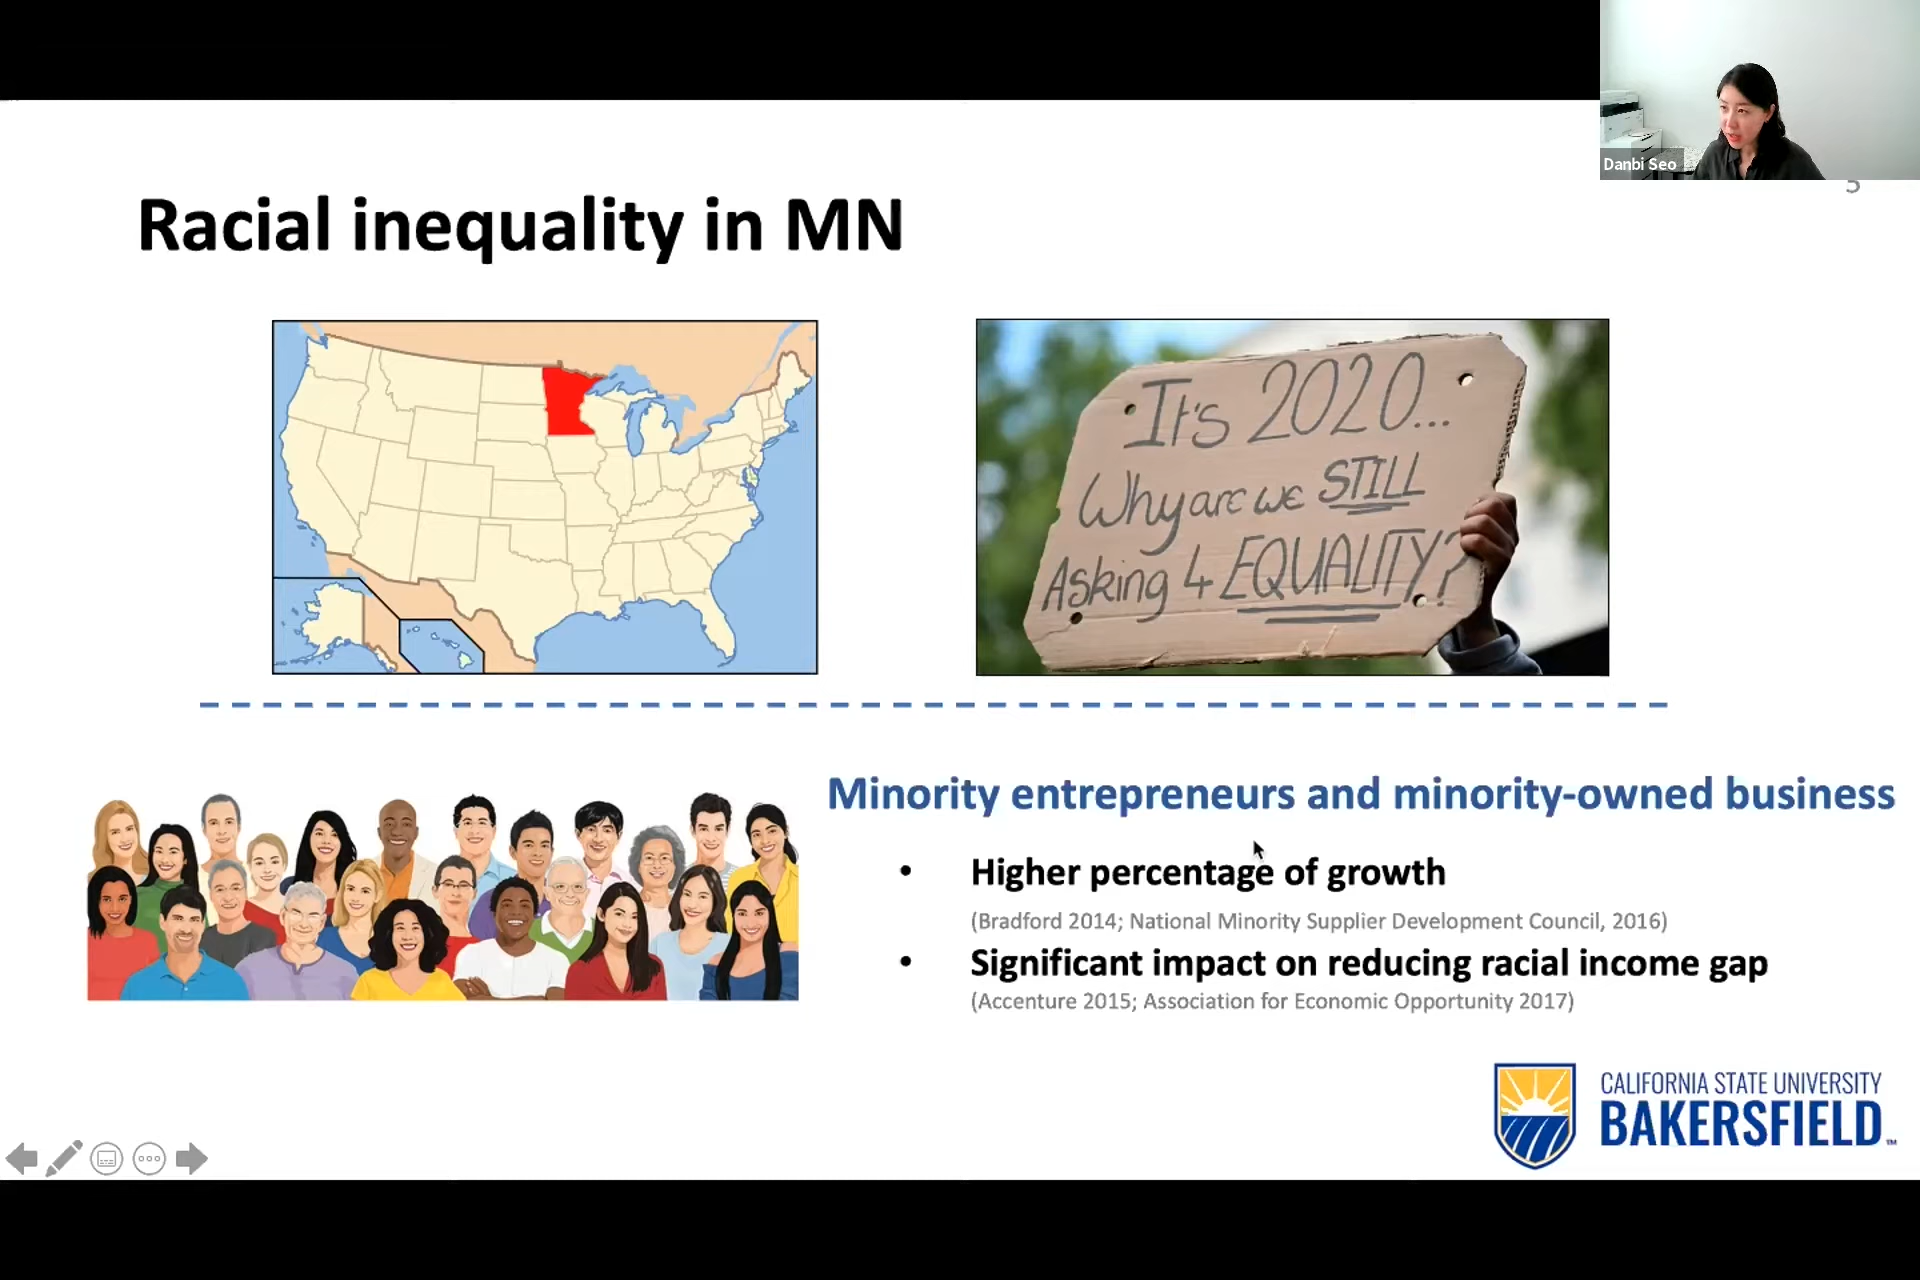 Danbi Seo
5
Racial inequality in MN
It's 2020...
Why are we STILL
Asking 4 EQUALITY?
Minority entrepreneurs and minority-owned business
• Higher percentage of growth
(Bradford 2014; National Minority Supplier Development Council, 2016)
• Significant impact on reducing racial income gap
(Accenture 2015; Association for Economic Opportunity 2017)
CALIFORNIA STATE UNIVERSITY
BAKERSFIELD™